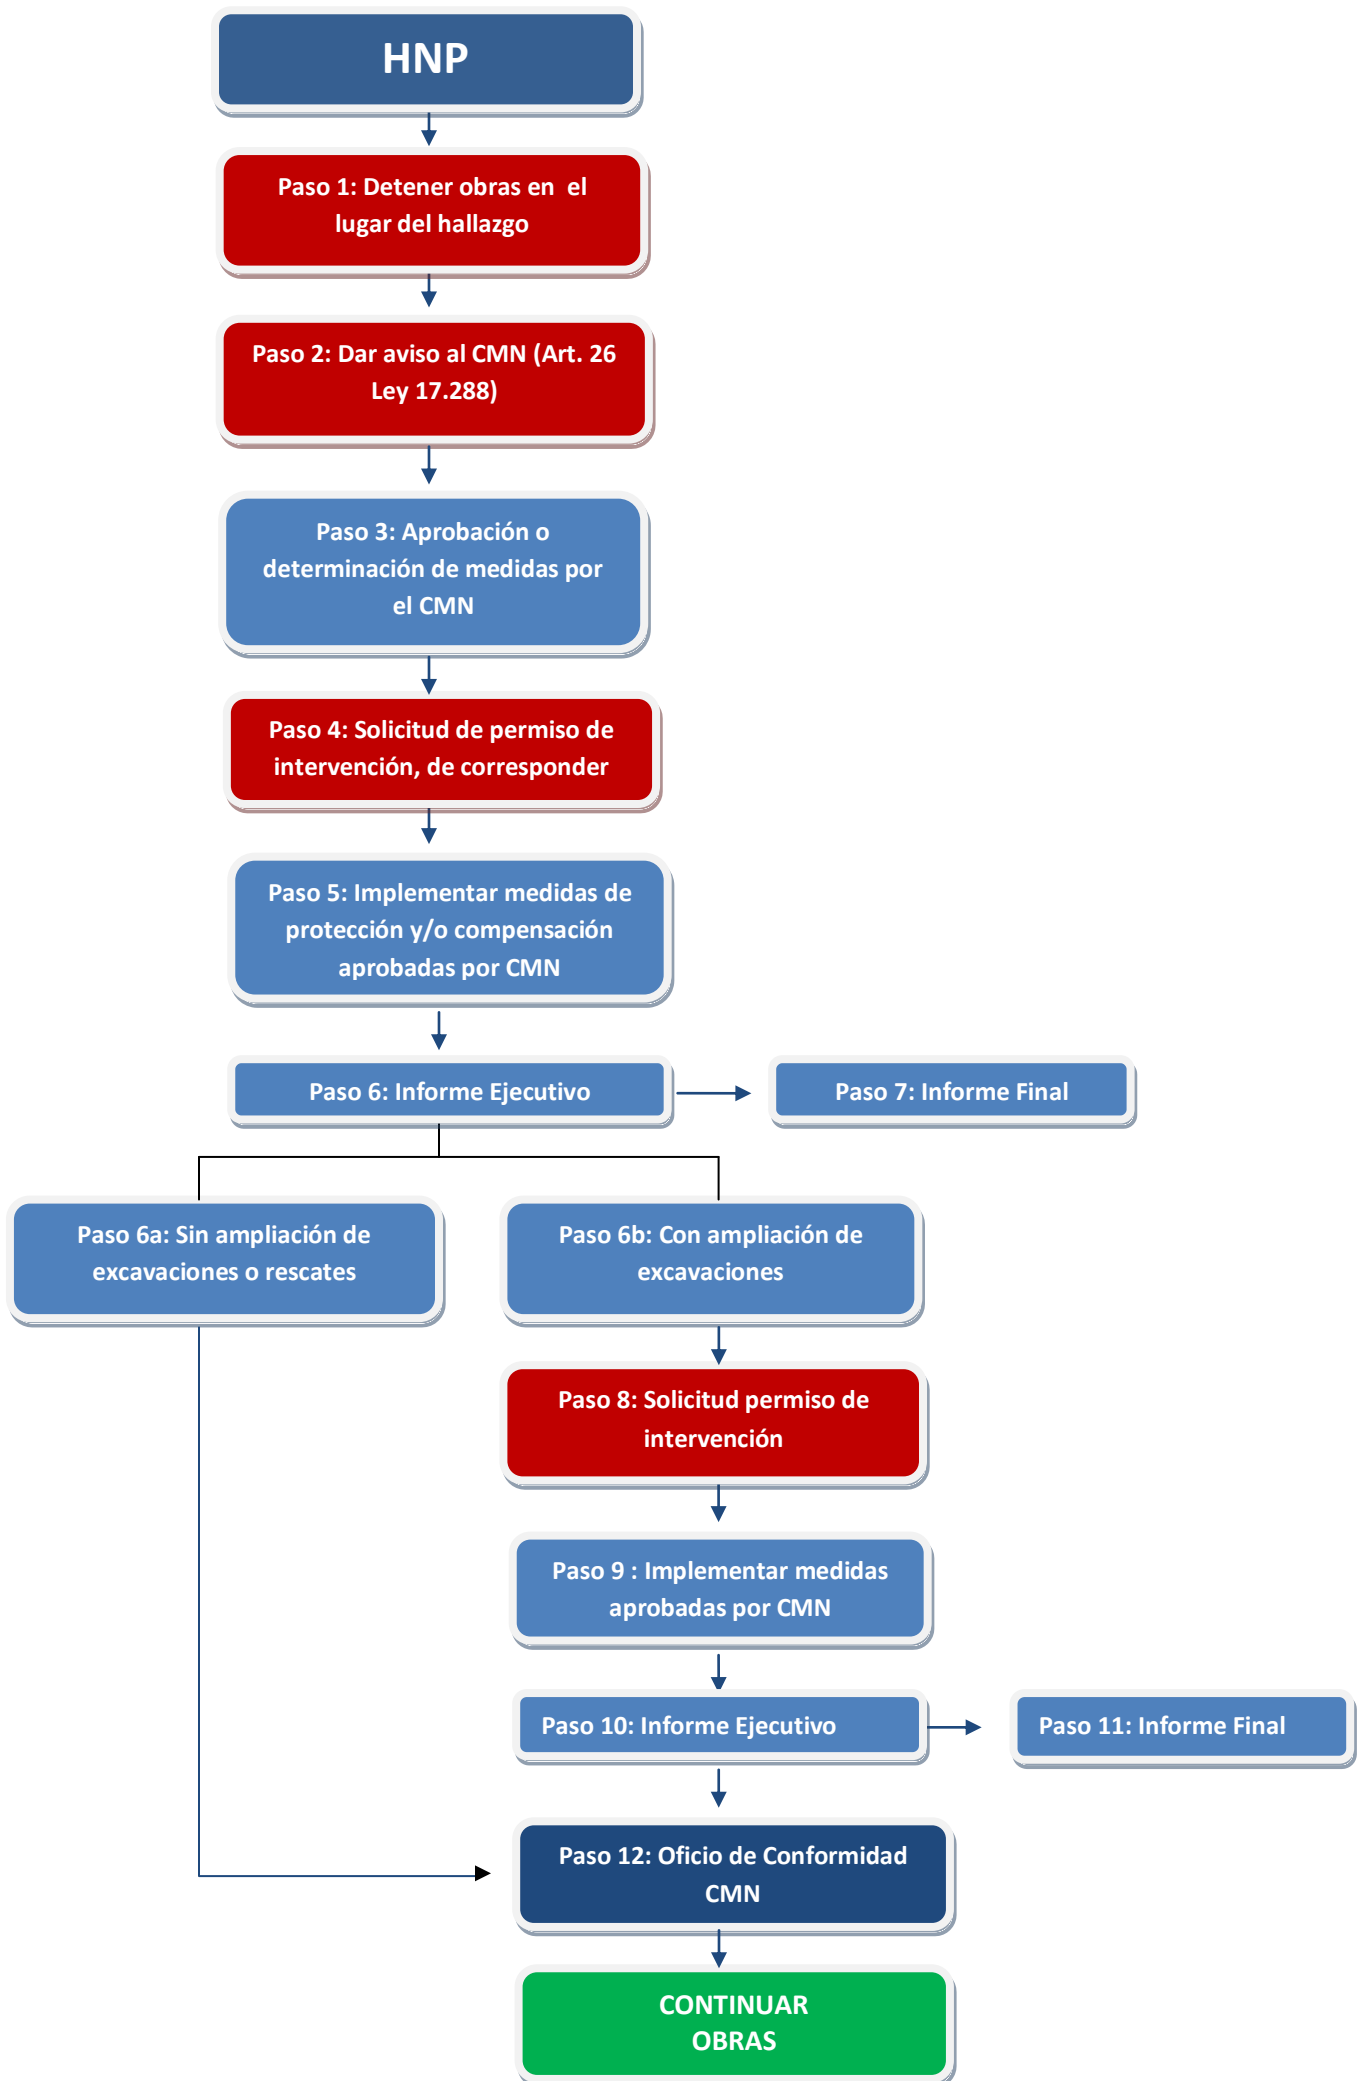 HNP
Paso 1: Detener obras en el
lugar del hallazgo
Paso 2: Dar aviso al CMN (Art. 26
Ley 17.288)
Paso 3: Aprobación o
determinación de medidas por
el CMN
Paso 4: Solicitud de permiso de
intervención, de corresponder
Paso 5: Implementar medidas de
protección y/o compensación
aprobadas por CMN
Paso 6: Informe Ejecutivo
Paso 7: Informe Final
Paso 6a: Sin ampliación de
excavaciones o rescates
Paso 6b: Con ampliación de
excavaciones
Paso 8: Solicitud permiso de
intervención
Paso 9 : Implementar medidas
aprobadas por CMN
Paso 10: Informe Ejecutivo
Paso 11: Informe Final
Paso 12: Oficio de Conformidad
CMN
CONTINUAR
OBRAS